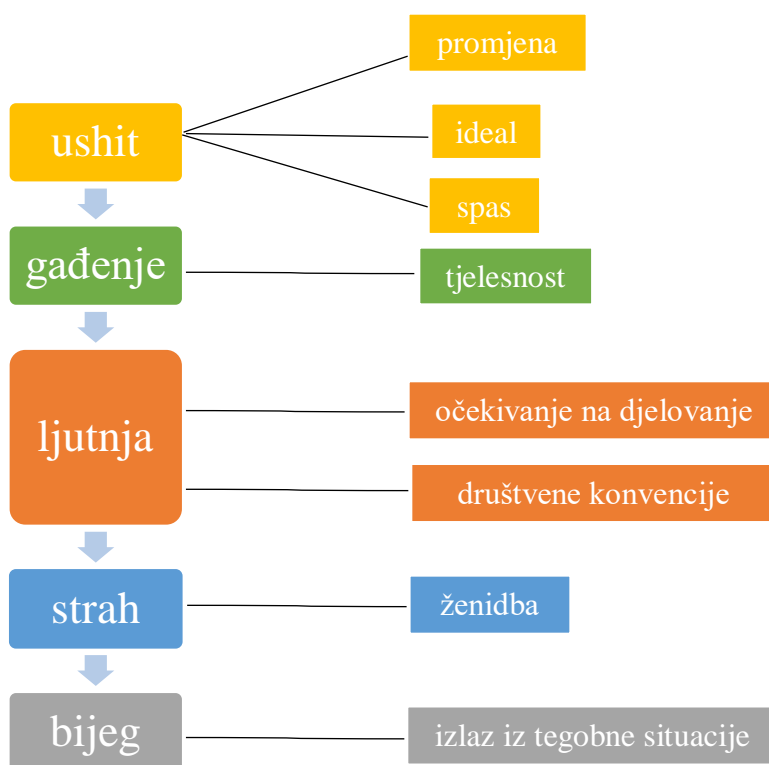 promjena
ushit
ideal
spas
gađenje
tjelesnost
ljutnja
očekivanje na djelovanje
društvene konvencije
strah
ženidba
bijeg
izlaz iz tegobne situacije